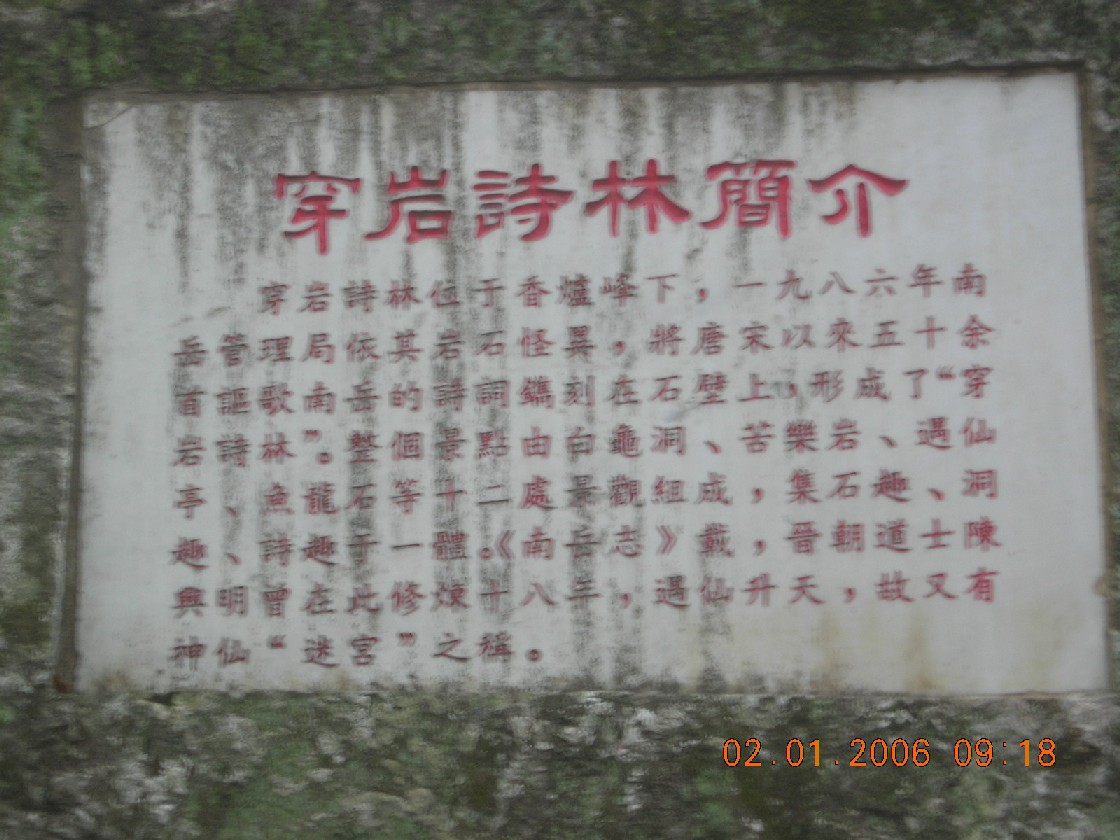 穿岩詩林簡介
穿岩詩林位于香爐峰下，一九八六年南
岳管理局依其岩石怪異，將唐宋以來五十余
首謳歌南岳的詩詞鐫刻在石壁上，形成了“穿
岩詩林”。整個景點由白龜洞、苦樂岩、遇仙
亭、魚龍石等十二處景觀組成，集石趣、洞
趣、詩趣于一體。《南岳志》載，晉朝道士陳
興明曾在此修煉十八年，遇仙升天，故又有
神仙“迷宮”之稱。
02.01.2006 09:18